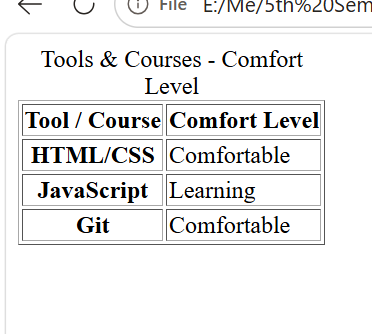 File E:/Me/5th%20Sem
Tools & Courses - Comfort
Level
Tool / Course Comfort Level
HTML/CSS Comfortable
JavaScript Learning
Git Comfortable